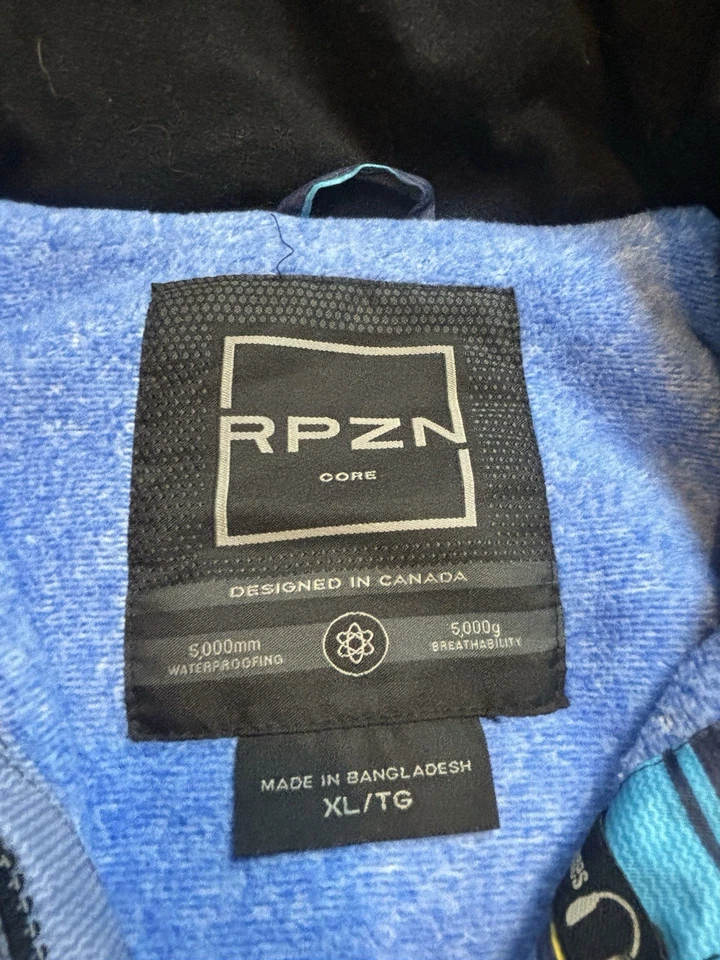 RPZN
CORE
DESIGNED IN CANADA
5,000mm
WATERPROOFING
5,000g
BREATHABILITY
MADE IN BANGLADESH
XL/TG